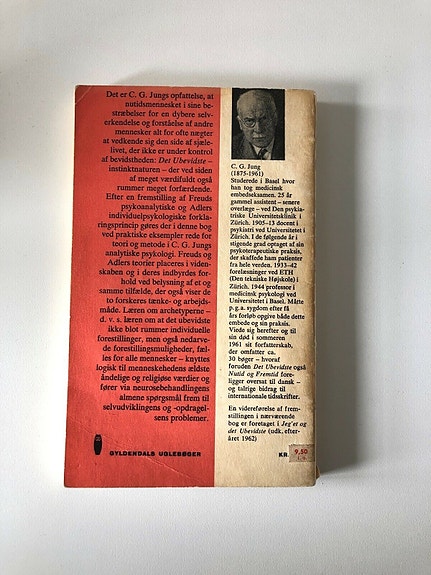 Det er C. G. Jungs opfattelse, at
nutidsmennesket i sine be-
stræbelser for en dybere selv-
erkendelse og forståelse af andre
mennesker alt for ofte nægter
at vedkende sig den side af sjæle-
livet, der ikke er under kontrol
af bevidstheden: Det Ubevidste –
instinktnaturen – der ved siden
af meget værdifuldt også
rummer meget forfærdende.
Efter en fremstilling af Freuds
psykoanalytiske og Adlers
individualpsykologiske forkla-
ringsprincip gøres der i denne bog
ved praktiske eksempler rede for
teori og metode i C. G. Jungs
analytiske psykologi. Freuds og
Adlers teorier placeres i viden-
skaben og i deres indbyrdes for-
hold ved belysning af et og
samme tilfælde, der også viser de
to forskeres tænke- og arbejds-
måde. Læren om archetyperne –
d. v. s. læren om at det ubevidste
ikke blot rummer individuelle
forestillinger, men også nedarve-
de forestillingsmuligheder, fæl-
les for alle mennesker – knyttes
logisk til menneskehedens ældste
åndelige og religiøse værdier og
fører via neurosebehandlingens
almene spørgsmål frem til
selvudviklingens og -opdragel-
sens problemer.
GYLDENDALS UGLEBØGER
C. G. Jung
(1875-1961)
Studerede i Basel hvor
han tog medicinsk
embedseksamen. 25 år
gammel assistent – senere
overlæge – ved Den psykia-
triske Universitetsklinik i
Zürich. 1905–13 docent i
psykiatri ved Universitetet i
Zürich. I de følgende år i
stigende grad optaget af sin
psykoterapeutiske praksis,
der skaffede ham patienter
fra hele verden. 1933–42
forelæsninger ved ETH
(Den tekniske Højskole) i
Zürich. 1944 professor i
medicinsk psykologi ved
Universitetet i Basel. Måtte
p. g. a. sygdom efter få
års forløb opgive både dette
embede og sin praksis.
Viede sig herefter og til
sin død i sommeren
1961 sit forfatterskab,
der omfatter ca.
30 bøger – hvoraf
foruden Det Ubevidste også
Nutid og Fremtid fore-
ligger oversat til dansk –
og talrige bidrag til
internationale tidsskrifter.
En videreførelse af frem-
stillingen i nærværende
bog er foretaget i Jeg'et og
det Ubevidste (udk. efter-
året 1962)
KR.
9,50